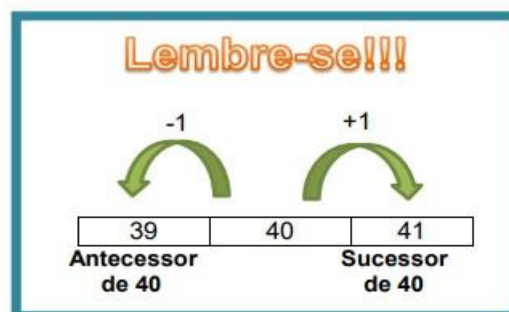 Lembre-se!!!
-1 +1
39 40 41
Antecessor de 40
Sucessor de 40